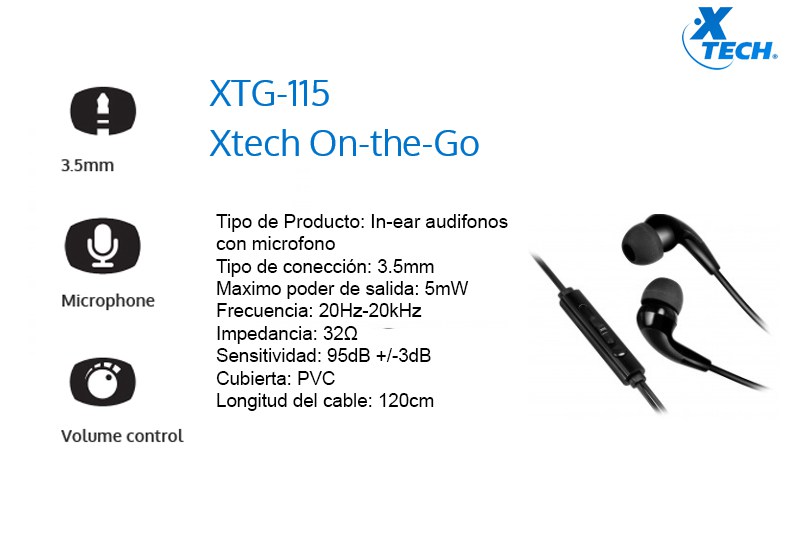 X
TECH®
XTG-115
Xtech On-the-Go
3.5mm
Microphone
Volume control
Tipo de Producto: In-ear audifonos
con microfono
Tipo de conección: 3.5mm
Maximo poder de salida: 5mW
Frecuencia: 20Hz-20kHz
Impedancia: 32Ω
Sensitividad: 95dB +/-3dB
Cubierta: PVC
Longitud del cable: 120cm